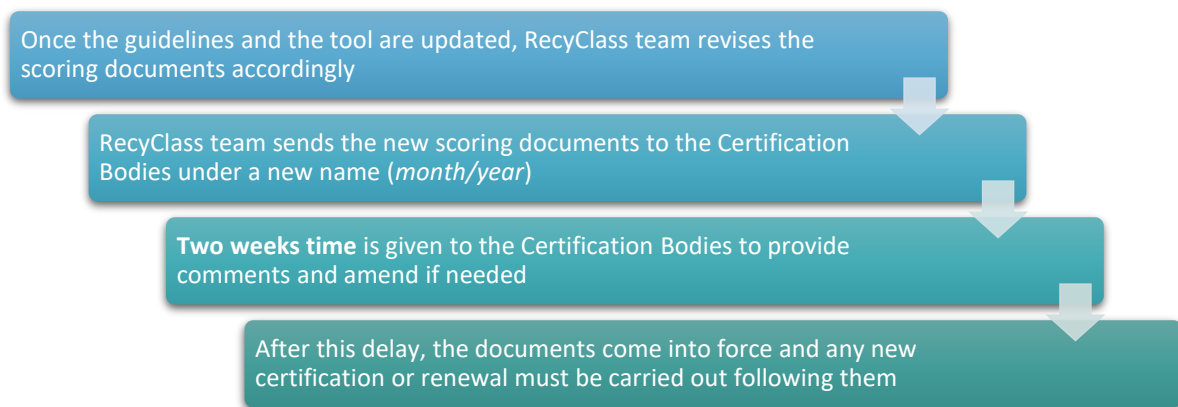 Once the guidelines and the tool are updated, RecyClass team revises the
scoring documents accordingly
RecyClass team sends the new scoring documents to the Certification
Bodies under a new name (month/year)
Two weeks time is given to the Certification Bodies to provide
comments and amend if needed
After this delay, the documents come into force and any new
certification or renewal must be carried out following them